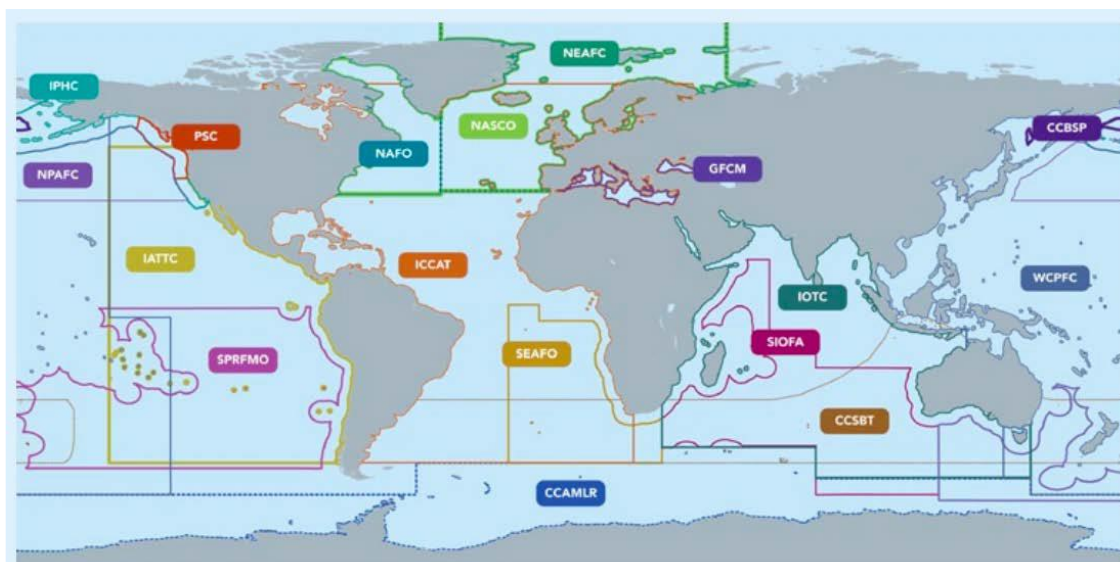 NEAFC
IPHC
PSC
NASCO
CCBSP
NAFO
NPAFC
GFCM
IATTC
ICCAT
WCPFC
IOTC
SIOFA
SPRFMO
SEAFO
CCSBT
CCAMLR